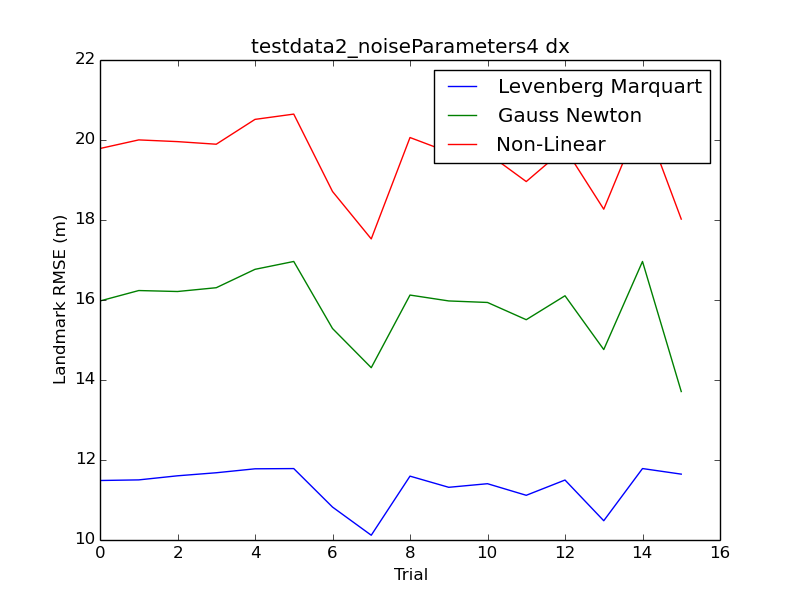 testdata2_noiseParameters4 dx
Levenberg Marquart
Gauss Newton
Non-Linear
Landmark RMSE (m)
22
20
18
16
14
12
10
0 2 4 6 8 10 12 14 16
Trial